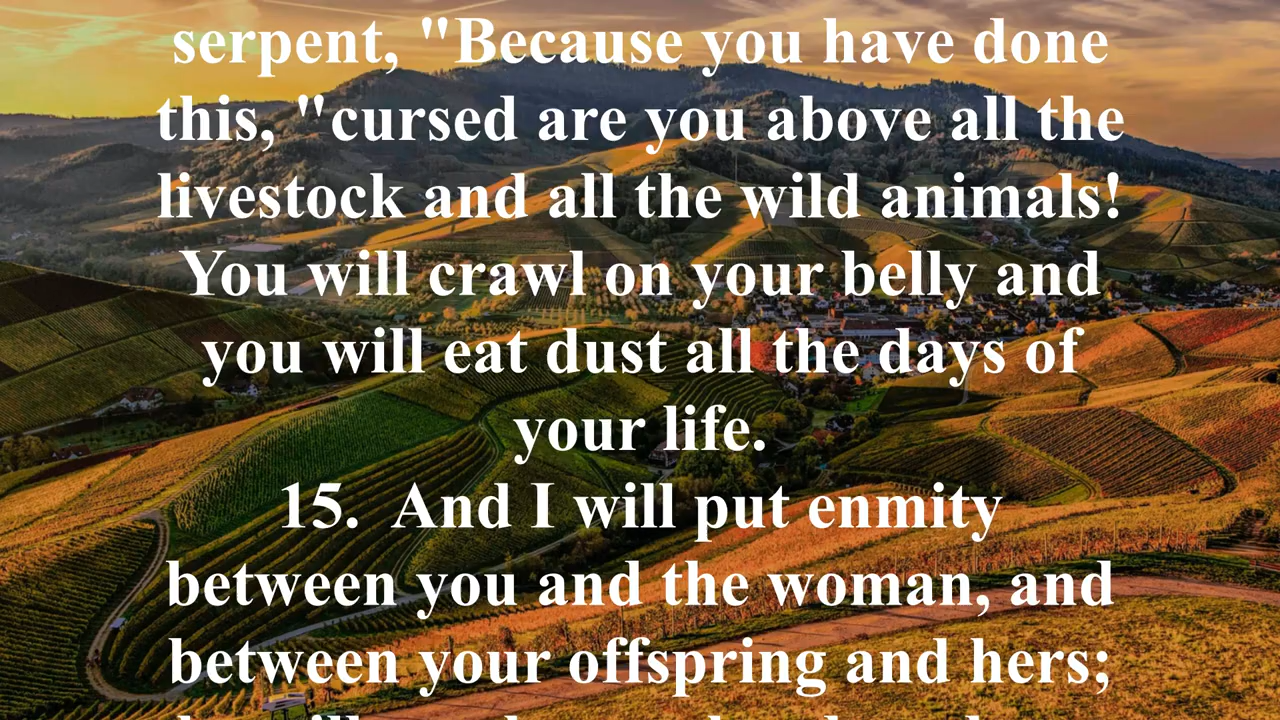 serpent, "Because you have done
this, "cursed are you above all the
livestock and all the wild animals!
You will crawl on your belly and
you will eat dust all the days of
your life.
15.  And I will put enmity
between you and the woman, and
between your offspring and hers;